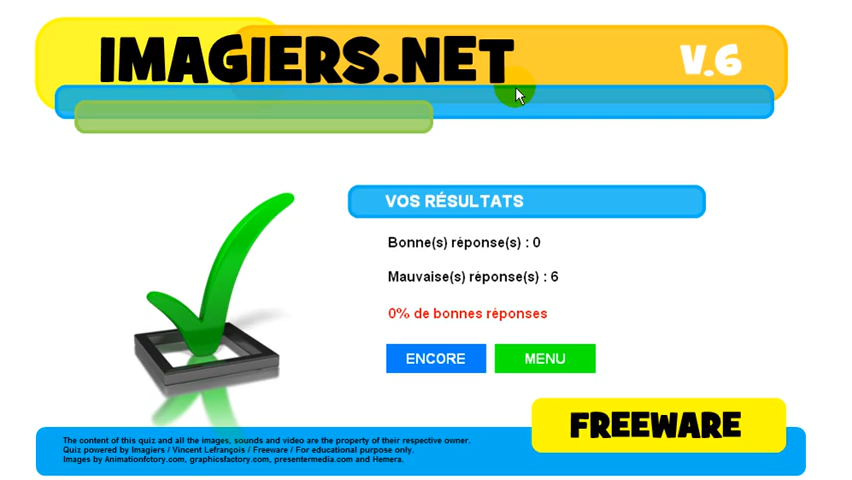 IMAGIERS.NET
V.6
VOS RÉSULTATS
Bonne(s) réponse(s) : 0
Mauvaise(s) réponse(s) : 6
0% de bonnes réponses
ENCORE
MENU
FREEWARE
The content of this quiz and all the images, sounds and video are the property of their respective owner.
Quiz powered by Imagiers / Vincent Lefrançois / Freeware / For educational purpose only.
Images by Animationfctory.com, graphicsfactory.com, presentermedia.com and Hemera.